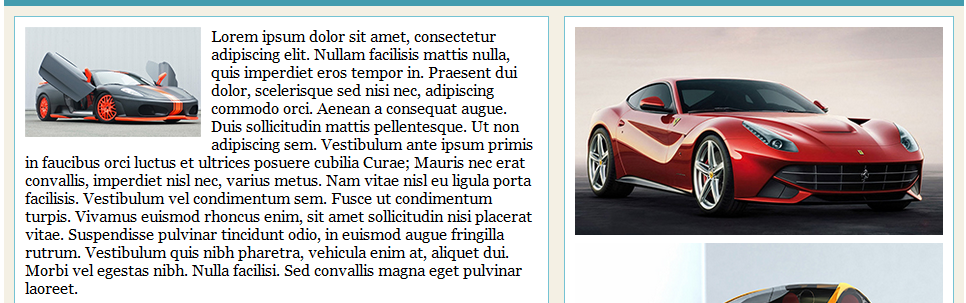 Lorem ipsum dolor sit amet, consectetur
adipiscing elit. Nullam facilisis mattis nulla,
quis imperdiet eros tempor in. Praesent dui
dolor, scelerisque sed nisi nec, adipiscing
commodo orci. Aenean a consequat augue.
Duis sollicitudin mattis pellentesque. Ut non
adipiscing sem. Vestibulum ante ipsum primis
in faucibus orci luctus et ultrices posuere cubilia Curae; Mauris nec erat
convallis, imperdiet nisl nec, varius metus. Nam vitae nisl eu ligula porta
facilisis. Vestibulum vel condimentum sem. Fusce ut condimentum
turpis. Vivamus euismod rhoncus enim, sit amet sollicitudin nisi placerat
vitae. Suspendisse pulvinar tincidunt odio, in euismod augue fringilla
rutrum. Vestibulum quis nibh pharetra, vehicula enim at, aliquet dui.
Morbi vel egestas nibh. Nulla facilisi. Sed convallis magna eget pulvinar
laoreet.